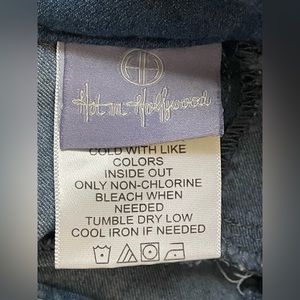 Hot in Hollywood
COLD WITH LIKE
COLORS
INSIDE OUT
ONLY NON-CHLORINE
BLEACH WHEN
NEEDED
TUMBLE DRY LOW
COOL IRON IF NEEDED